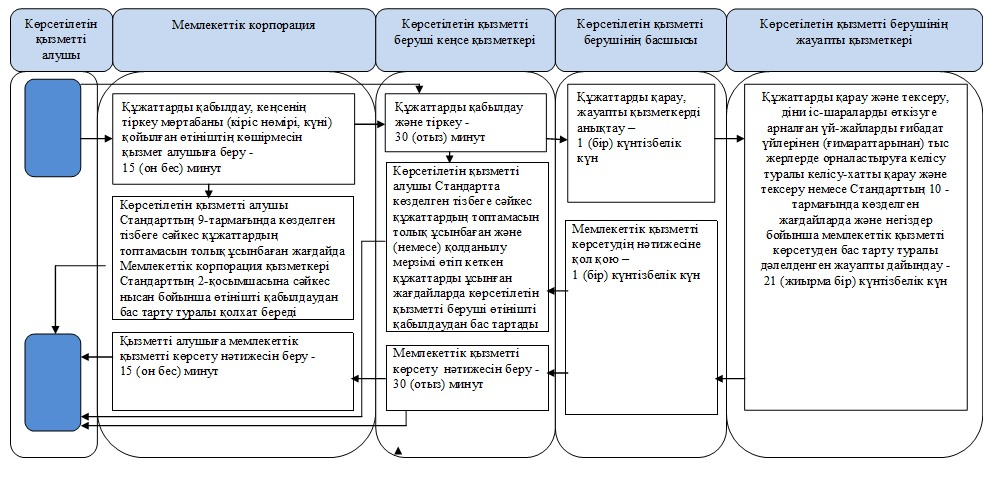 Көрсетілетін
қызметті
алушы
Мемлекеттік корпорация
Көрсетілетін қызметті
беруші кеңсе қызметкері
Көрсетілетін қызметті
берушінің басшысы
Көрсетілетін қызметті берушінің
жауапты қызметкері
Құжаттарды қабылдау, кеңсенің
тіркеу мөртабаны (кіріс нөмірі, күні)
қойылған өтініштің көшірмесін
қызмет алушыға беру -
15 (он бес) минут
Көрсетілетін қызметті алушы
Стандарттың 9-тармағында көзделген
тізбеге сәйкес құжаттардың
топтамасын толық ұсынбаған жағдайда
Мемлекеттік корпорация қызметкері
Стандарттың 2-қосымшасына сәйкес
нысан бойынша өтінішті қабылдаудан
бас тарту туралы қолхат береді
Қызметті алушыға мемлекеттік
қызметті көрсету нәтижесін беру -
15 (он бес) минут
Құжаттарды қабылдау
және тіркеу -
30 (отыз) минут
Көрсетілетін қызметті
алушы Стандартта
көзделген тізбеге сәйкес
құжаттардың топтамасын
толық ұсынбаған және
(немесе) қолданылу
мерзімі өтіп кеткен
құжаттарды ұсынған
жағдайларда көрсетілетін
қызметті беруші өтінішті
қабылдаудан бас тартады
Мемлекеттік қызметті
көрсету нәтижесін беру -
30 (отыз) минут
Құжаттарды қарау,
жауапты қызметкерді
анықтау –
1 (бір) күнтізбелік
күн
Мемлекеттік қызметті
көрсетудің нәтижесіне
қол қою –
1 (бір) күнтізбелік күн
Құжаттарды қарау және тексеру,
діни іс-шараларды өткізуге
арналған үй-жайларды ғибадат
үйлерінен (ғимараттарынан) тыс
жерлерде орналастыруға келісу
туралы келісу-хатты қарау және
тексеру немесе Стандарттың 10 -
тармағында көзделген
жағдайларда және негіздер
бойынша мемлекеттік қызметті
көрсетуден бас тарту туралы
дәлелденген жауапты дайындау -
21 (жиырма бір) күнтізбелік күн